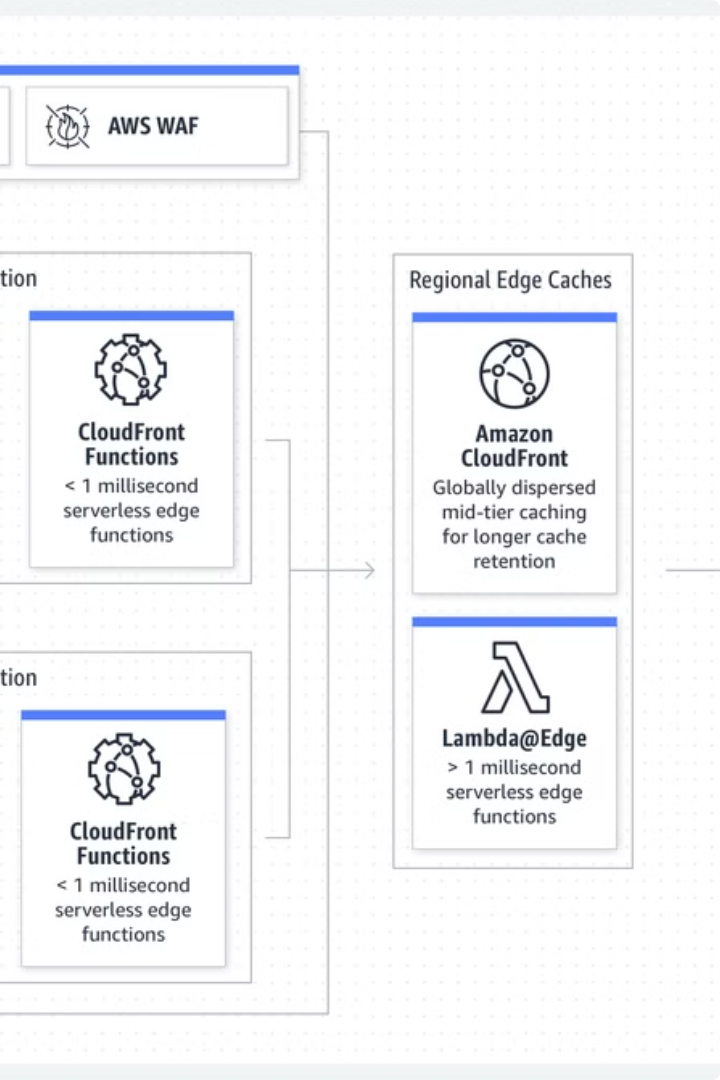 AWS WAF
tion
CloudFront
Functions
< 1 millisecond
serverless edge
functions
tion
CloudFront
Functions
< 1 millisecond
serverless edge
functions
Regional Edge Caches
Amazon
CloudFront
Globally dispersed
mid-tier caching
for longer cache
retention
Lambda@Edge
> 1 millisecond
serverless edge
functions